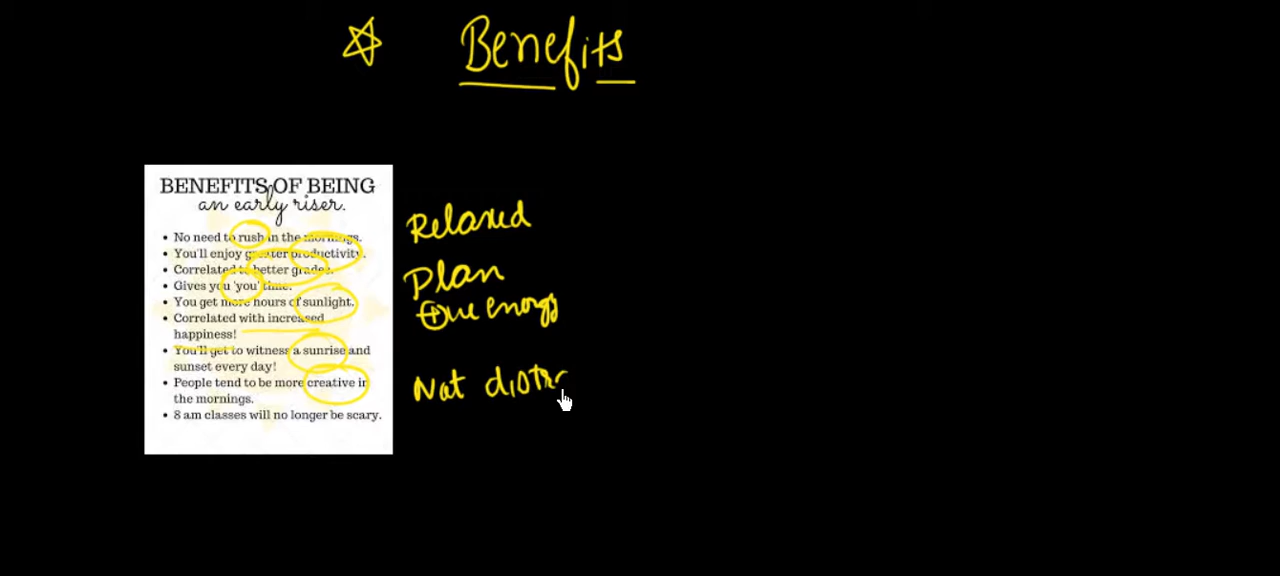 Benefits
BENEFITS OF BEING
an early riser.
• No need to rush in the mornings.
• You'll enjoy greater productivity.
• Correlated to better grades.
• Gives you 'you' time.
• You get more hours of sunlight.
• Correlated with increased
happiness!
• You'll get to witness a sunrise and
sunset every day!
• People tend to be more creative in
the mornings.
• 8 am classes will no longer be scary.
Relaxed
Plan
+ve energy
Not distr